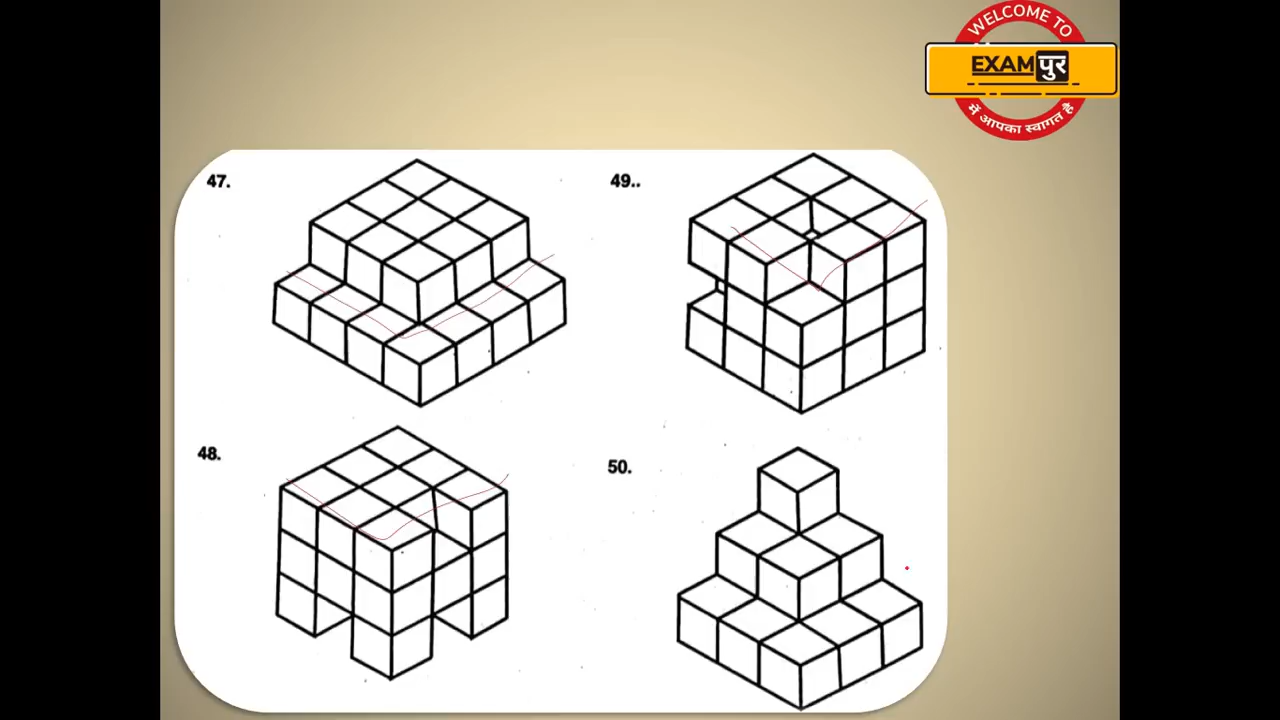 WELCOME TO
EXAMपुर
में आपका स्वागत है
47.
49..
48.
50.